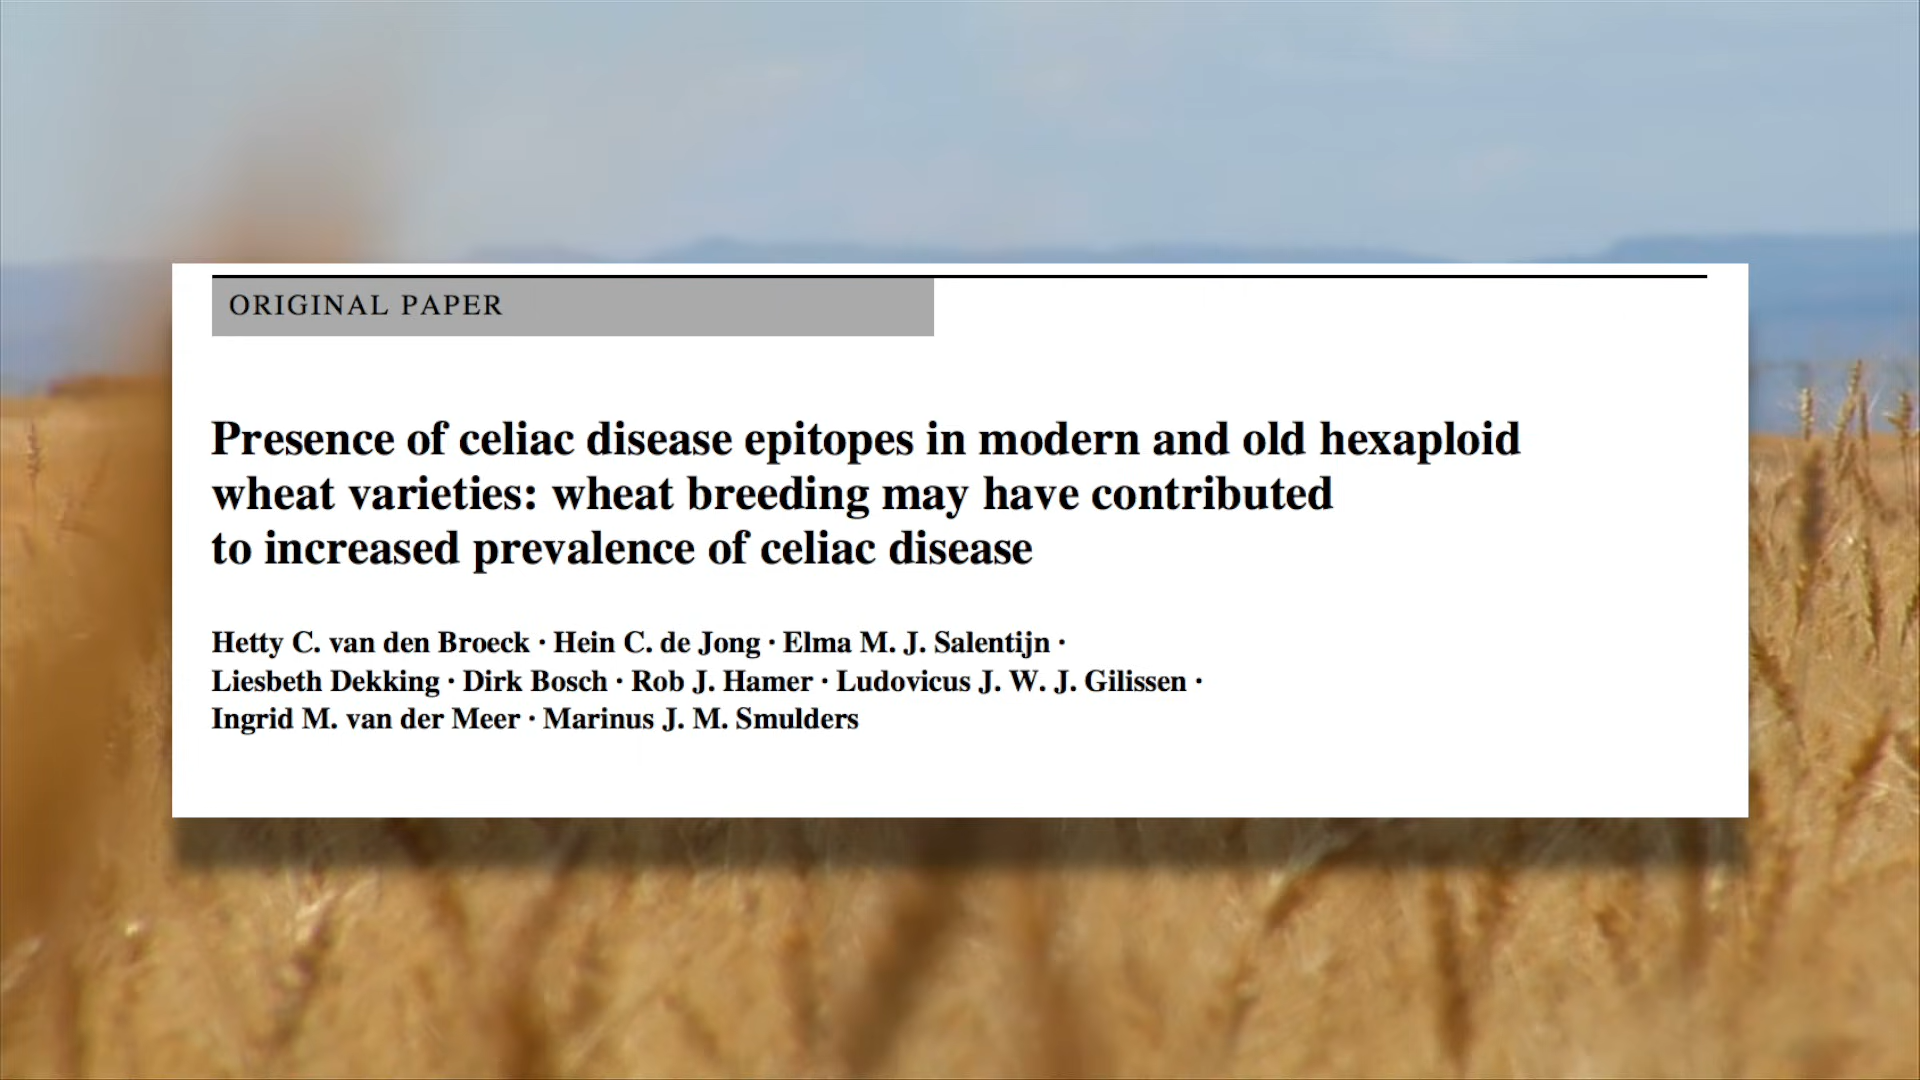 ORIGINAL PAPER
Presence of celiac disease epitopes in modern and old hexaploid
wheat varieties: wheat breeding may have contributed
to increased prevalence of celiac disease
Hetty C. van den Broeck · Hein C. de Jong · Elma M. J. Salentijn ·
Liesbeth Dekking · Dirk Bosch · Rob J. Hamer · Ludovicus J. W. J. Gilissen ·
Ingrid M. van der Meer · Marinus J. M. Smulders